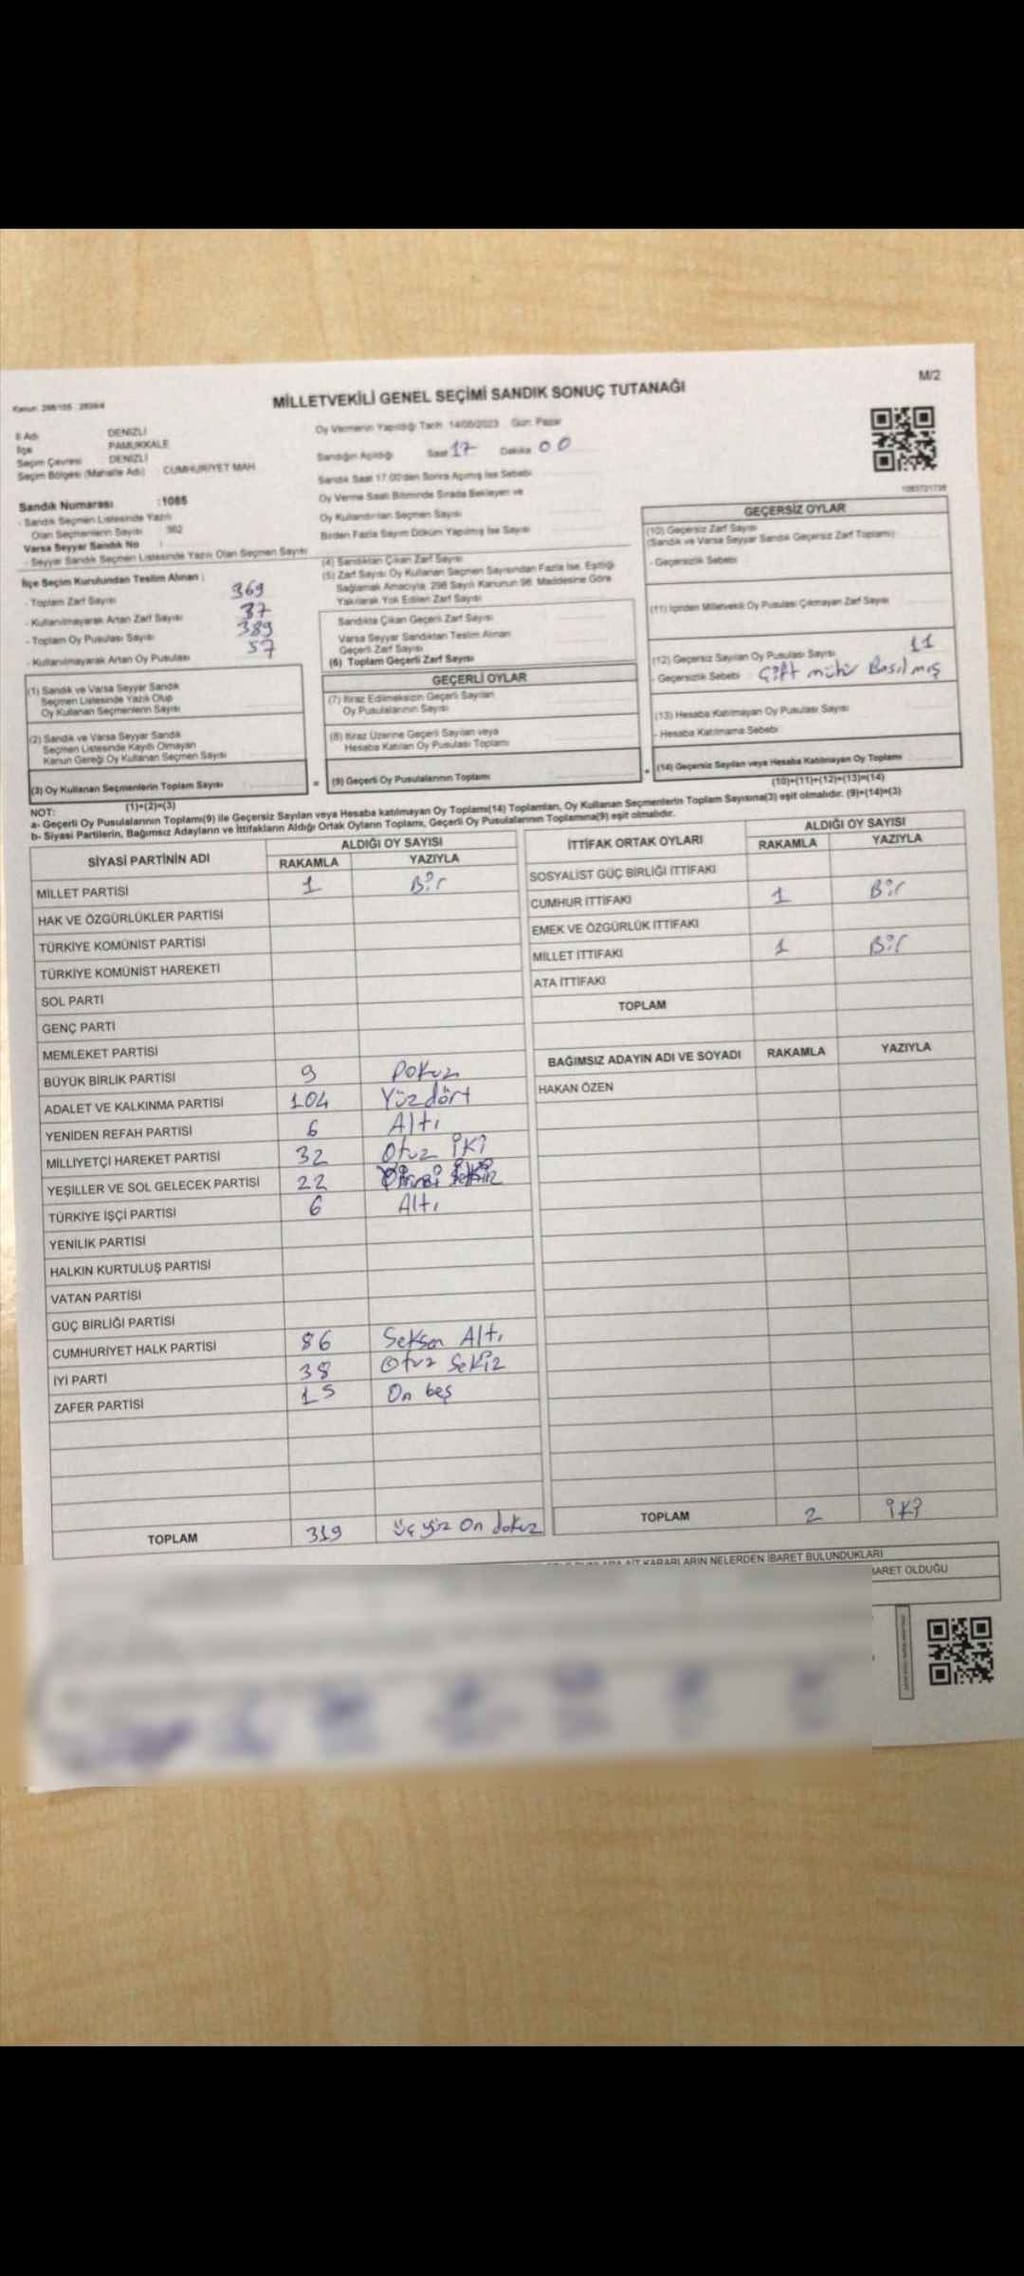 M/2
Kanun: 298/105 - 2839/4
MİLLETVEKİLİ GENEL SEÇİMİ SANDIK SONUÇ TUTANAĞI
İl Adı DENİZLİ
İlçe PAMUKKALE
Seçim Çevresi DENİZLİ
Seçim Bölgesi (Mahalle Adı) CUMHURİYET MAH
Sandık Numarası :1085
- Sandık Seçmen Listesinde Yazılı
Olan Seçmenlerin Sayısı 362
Varsa Seyyar Sandık No :
- Seyyar Sandık Seçmen Listesinde Yazılı Olan Seçmen Sayısı
İlçe Seçim Kurulundan Teslim Alınan :
- Toplam Zarf Sayısı 369
- Kullanılmayarak Artan Zarf Sayısı 37
- Toplam Oy Pusulası Sayısı 389
- Kullanılmayarak Artan Oy Pusulası 57
Oy Vermenin Yapıldığı Tarih 14/05/2023 Gün: Pazar
Sandığın Açıldığı Saat 17 Dakika 00
Sandık Saat 17:00'den Sonra Açılmış İse Sebebi
Oy Verme Saati Bitiminde Sırada Bekleyen ve
Oy Kullandırılan Seçmen Sayısı
Birden Fazla Sayım Döküm Yapılmış İse Sayısı
(4) Sandıktan Çıkan Zarf Sayısı
(5) Zarf Sayısı Oy Kullanan Seçmen Sayısından Fazla İse, Eşitliği
Sağlamak Amacıyla, 298 Sayılı Kanunun 98. Maddesine Göre
Yakılarak Yok Edilen Zarf Sayısı
Sandıkta Çıkan Geçerli Zarf Sayısı
Varsa Seyyar Sandıktan Teslim Alınan
Geçerli Zarf Sayısı
(6) Toplam Geçerli Zarf Sayısı
GEÇERSİZ OYLAR
(10) Geçersiz Zarf Sayısı
(Sandık ve Varsa Seyyar Sandık Geçersiz Zarf Toplamı)
- Geçersizlik Sebebi
(11) İçinden Milletvekili Oy Pusulası Çıkmayan Zarf Sayısı
(12) Geçersiz Sayılan Oy Pusulası Sayısı 11
- Geçersizlik Sebebi Çift mühür Basılmış
(13) Hesaba Katılmayan Oy Pusulası Sayısı
- Hesaba Katılmama Sebebi
(14) Geçersiz Sayılan veya Hesaba Katılmayan Oy Toplamı
(10)+(11)+(12)+(13)=(14)
(1) Sandık ve Varsa Seyyar Sandık
Seçmen Listesinde Yazılı Olup
Oy Kullanan Seçmenlerin Sayısı
(2) Sandık ve Varsa Seyyar Sandık
Seçmen Listesinde Kayıtlı Olmayan
Kanun Gereği Oy Kullanan Seçmen Sayısı
(3) Oy Kullanan Seçmenlerin Toplam Sayısı
(1)+(2)=(3)
GEÇERLİ OYLAR
(7) İtiraz Edilmeksizin Geçerli Sayılan
Oy Pusulalarının Sayısı
(8) İtiraz Üzerine Geçerli Sayılan veya
Hesaba Katılan Oy Pusulası Toplamı
= (9) Geçerli Oy Pusulalarının Toplamı +
NOT:
a- Geçerli Oy Pusulalarının Toplamı(9) ile Geçersiz Sayılan veya Hesaba katılmayan Oy Toplamı(14) Toplamları, Oy Kullanan Seçmenlerin Toplam Sayısına(3) eşit olmalıdır. (9)+(14)=(3)
b- Siyasi Partilerin, Bağımsız Adayların ve İttifakların Aldığı Ortak Oyların Toplamı, Geçerli Oy Pusulasının Toplamına(9) eşit olmalıdır.
SİYASİ PARTİNİN ADI ALDIĞI OY SAYISI
RAKAMLA YAZIYLA
MİLLET PARTİSİ 1 Bir
HAK VE ÖZGÜRLÜKLER PARTİSİ
TÜRKİYE KOMÜNİST PARTİSİ
TÜRKİYE KOMÜNİST HAREKETİ
SOL PARTİ
GENÇ PARTİ
MEMLEKET PARTİSİ
BÜYÜK BİRLİK PARTİSİ 9 Dokuz
ADALET VE KALKINMA PARTİSİ 104 Yüzdört
YENİDEN REFAH PARTİSİ 6 Altı
MİLLİYETÇİ HAREKET PARTİSİ 32 Otuz iki
YEŞİLLER VE SOL GELECEK PARTİSİ 22
TÜRKİYE İŞÇİ PARTİSİ 6 Altı
YENİLİK PARTİSİ
HALKIN KURTULUŞ PARTİSİ
VATAN PARTİSİ
GÜÇ BİRLİĞİ PARTİSİ
CUMHURİYET HALK PARTİSİ 86 Seksen Altı
İYİ PARTİ 38 Otuz Sekiz
ZAFER PARTİSİ 15 On beş
TOPLAM 319 Üç yüz On dokuz
İTTİFAK ORTAK OYLARI ALDIĞI OY SAYISI
RAKAMLA YAZIYLA
SOSYALİST GÜÇ BİRLİĞİ İTTİFAKI
CUMHUR İTTİFAKI 1 Bir
EMEK VE ÖZGÜRLÜK İTTİFAKI
MİLLET İTTİFAKI 1 Bir
ATA İTTİFAKI
TOPLAM
BAĞIMSIZ ADAYIN ADI VE SOYADI RAKAMLA YAZIYLA
HAKAN ÖZEN
TOPLAM 2 iki
KARARLARIN NELERDEN İBARET BULUNDUKLARI
BARET OLDUĞU